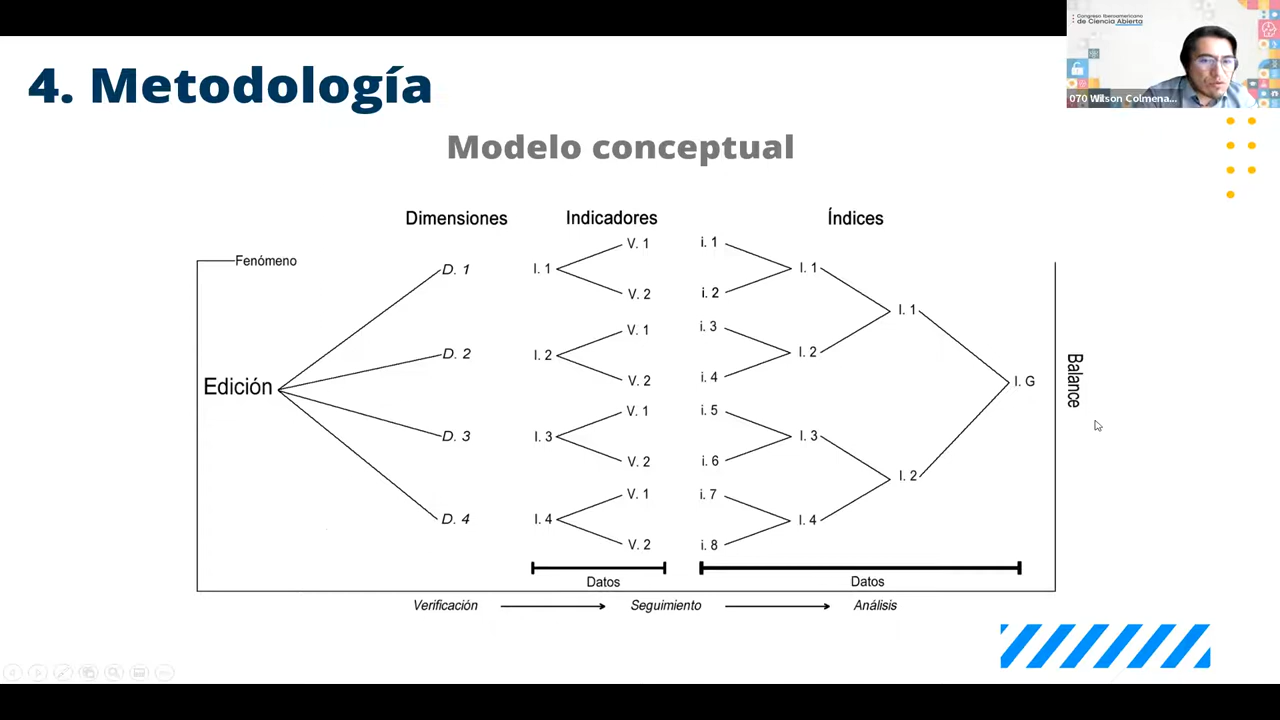 Congreso Iberoamericano
de Ciencia Abierta
070 Wilson Colmena...
4. Metodología
Modelo conceptual
Dimensiones
Indicadores
Índices
Fenómeno
Edición
D. 1
D. 2
D. 3
D. 4
I. 1
V. 1
V. 2
I. 2
V. 1
V. 2
I. 3
V. 1
V. 2
I. 4
V. 1
V. 2
i. 1
i. 2
i. 3
i. 4
i. 5
i. 6
i. 7
i. 8
I. 1
I. 2
I. 3
I. 4
I. 1
I. 2
I. G
Balance
Datos
Datos
Verificación
Seguimiento
Análisis